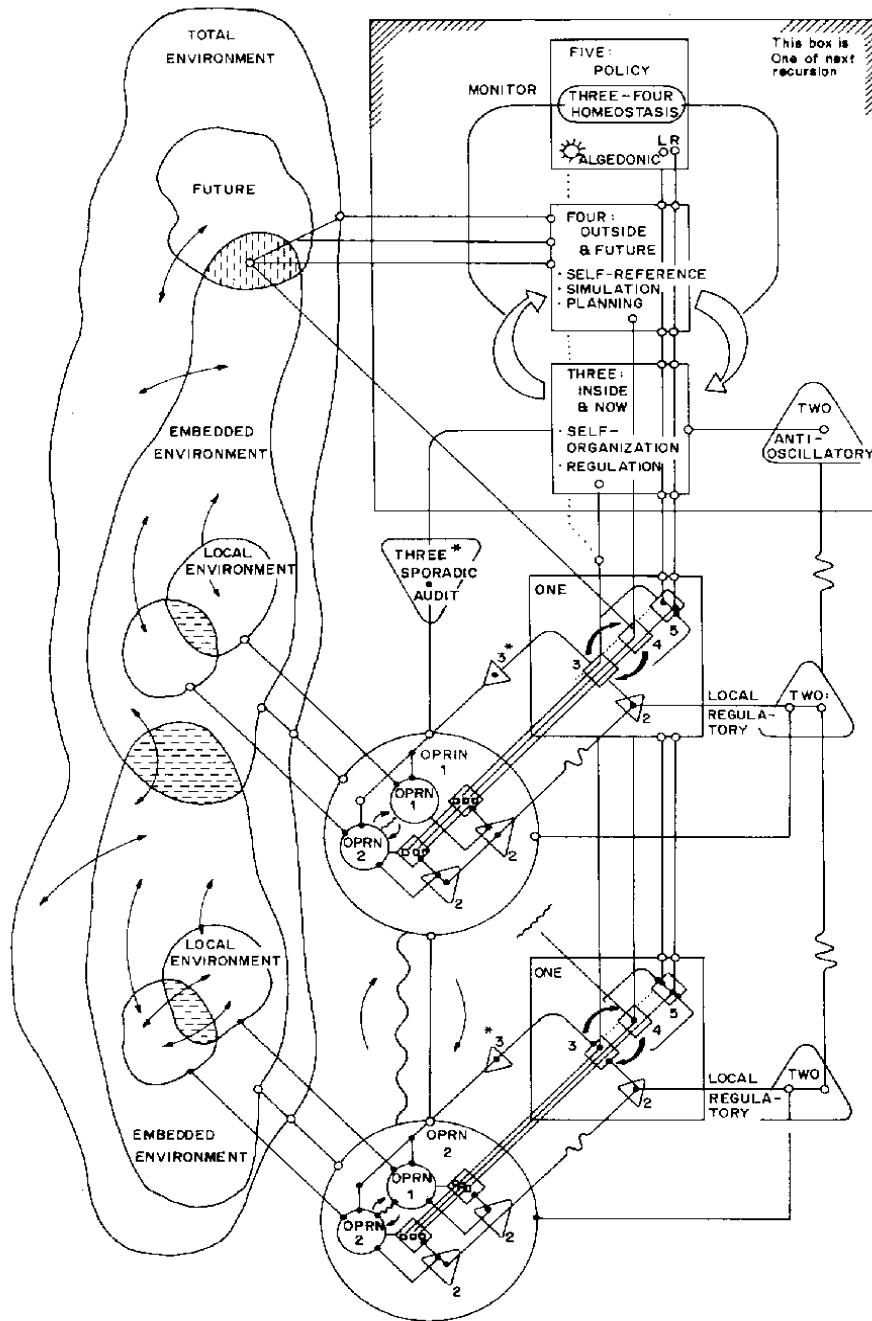 TOTAL
ENVIRONMENT
This box is
One of next
recursion
FIVE:
POLICY
MONITOR
THREE-FOUR
HOMEOSTASIS
L R
ALGEDONIC
FUTURE
FOUR:
OUTSIDE
& FUTURE
· SELF-REFERENCE
· SIMULATION
· PLANNING
THREE:
INSIDE
& NOW
· SELF-
ORGANIZATION
· REGULATION
TWO
ANTI-
OSCILLATORY
EMBEDDED
ENVIRONMENT
LOCAL
ENVIRONMENT
THREE*
SPORADIC
AUDIT
ONE
5
4
3
3*
2
LOCAL
REGULA-
TORY
TWO:
OPRIN
1
OPRN
1
OPRN
2
2
2
LOCAL
ENVIRONMENT
ONE
5
4
3
*
3
2
LOCAL
REGULA-
TORY
TWO
EMBEDDED
ENVIRONMENT
OPRN
2
OPRN
1
OPRN
2
2
2